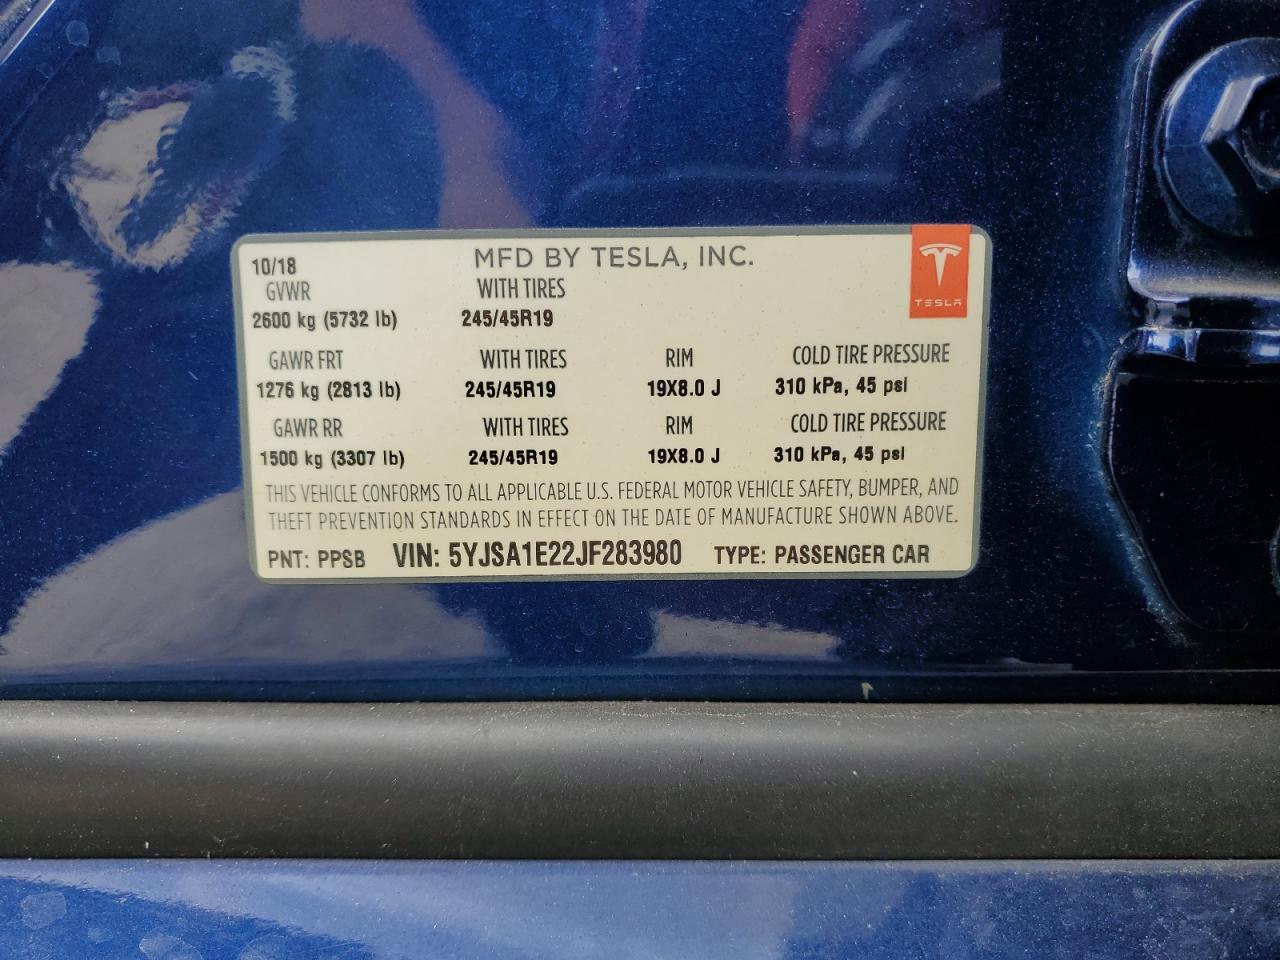 10/18 MFD BY TESLA, INC.
TESLA
GVWR WITH TIRES
2600 kg (5732 lb) 245/45R19
GAWR FRT WITH TIRES RIM COLD TIRE PRESSURE
1276 kg (2813 lb) 245/45R19 19X8.0 J 310 kPa, 45 psi
GAWR RR WITH TIRES RIM COLD TIRE PRESSURE
1500 kg (3307 lb) 245/45R19 19X8.0 J 310 kPa, 45 psi
THIS VEHICLE CONFORMS TO ALL APPLICABLE U.S. FEDERAL MOTOR VEHICLE SAFETY, BUMPER, AND
THEFT PREVENTION STANDARDS IN EFFECT ON THE DATE OF MANUFACTURE SHOWN ABOVE.
PNT: PPSB VIN: 5YJSA1E22JF283980 TYPE: PASSENGER CAR